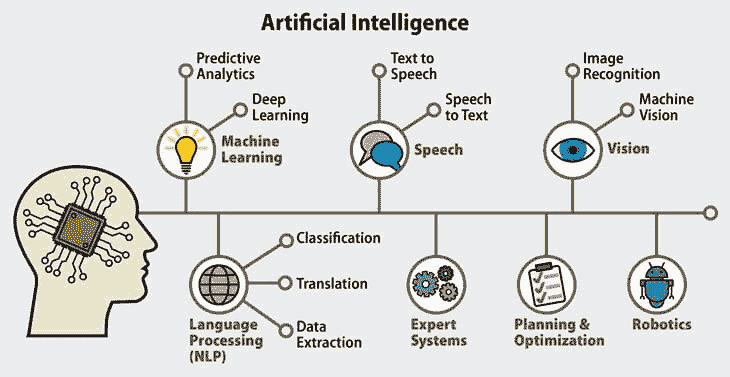 Artificial Intelligence
Predictive
Analytics
Deep
Learning
Machine
Learning
Text to
Speech
Speech
to Text
Speech
Image
Recognition
Machine
Vision
Vision
Classification
Translation
Data
Extraction
Language
Processing
(NLP)
Expert
Systems
Planning &
Optimization
Robotics